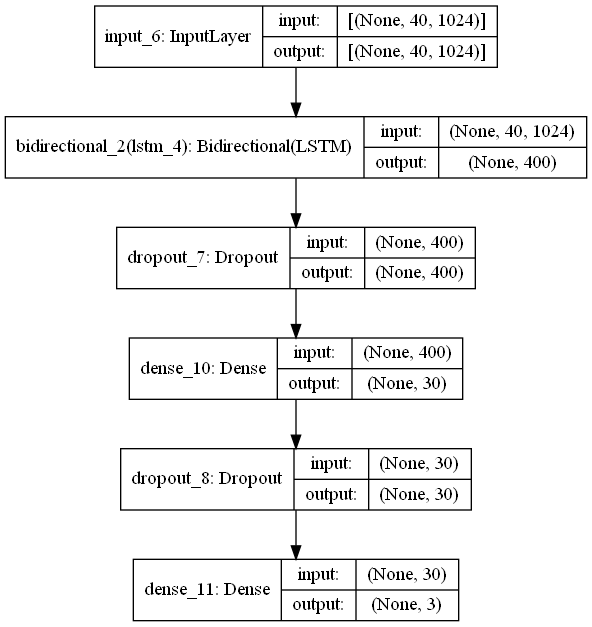 input_6: InputLayer
input:
[(None, 40, 1024)]
output:
[(None, 40, 1024)]
bidirectional_2(lstm_4): Bidirectional(LSTM)
input:
(None, 40, 1024)
output:
(None, 400)
dropout_7: Dropout
input:
(None, 400)
output:
(None, 400)
dense_10: Dense
input:
(None, 400)
output:
(None, 30)
dropout_8: Dropout
input:
(None, 30)
output:
(None, 30)
dense_11: Dense
input:
(None, 30)
output:
(None, 3)